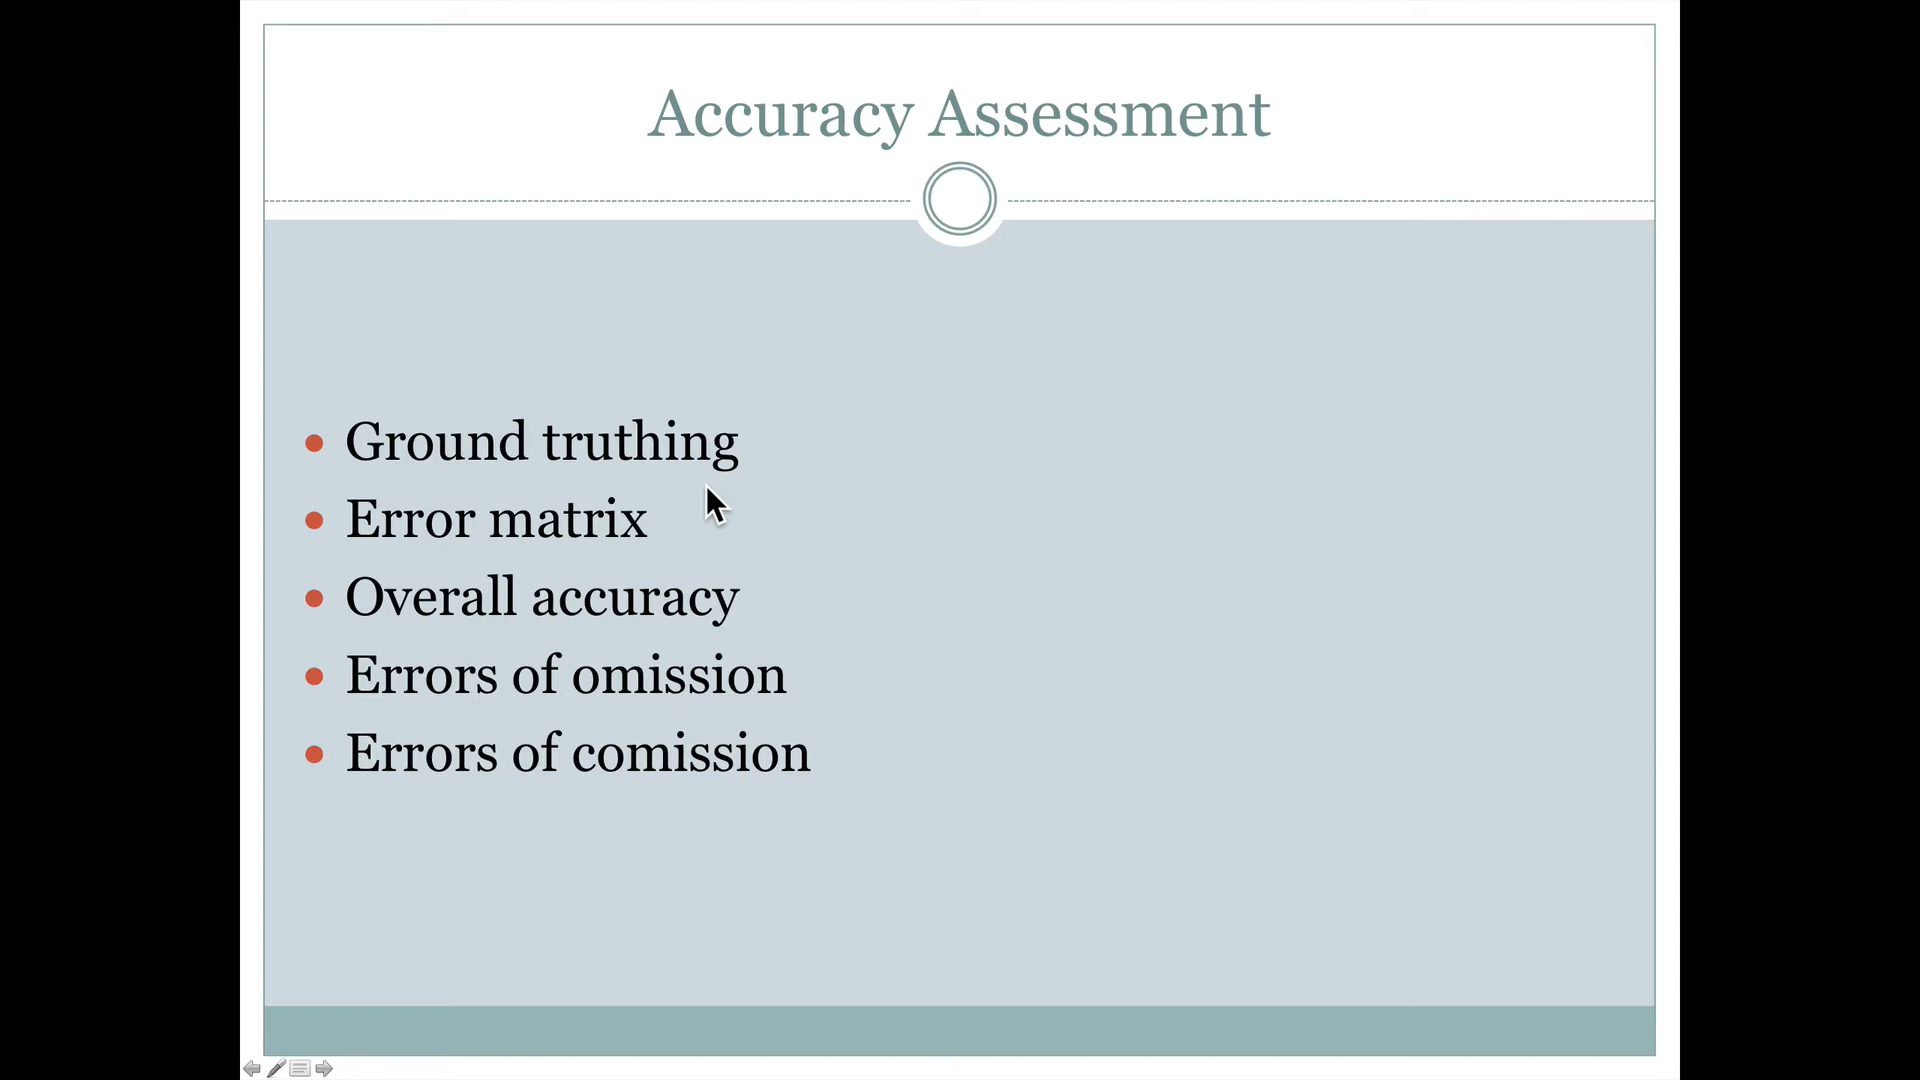 Accuracy Assessment
Ground truthing
Error matrix
Overall accuracy
Errors of omission
Errors of comission